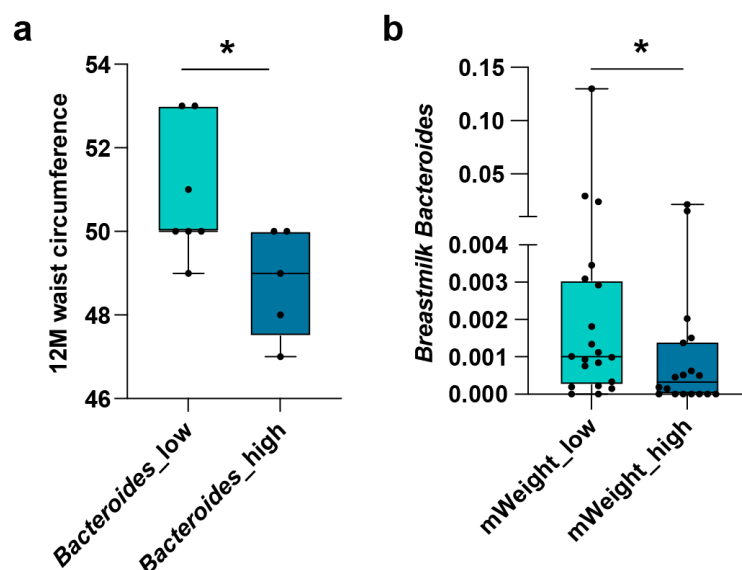 a
*
12M waist circumference
54
52
50
48
46
Bacteroides_low
Bacteroides_high
b
*
Breastmilk Bacteroides
0.15
0.10
0.05
0.004
0.003
0.002
0.001
0.000
mWeight_low
mWeight_high